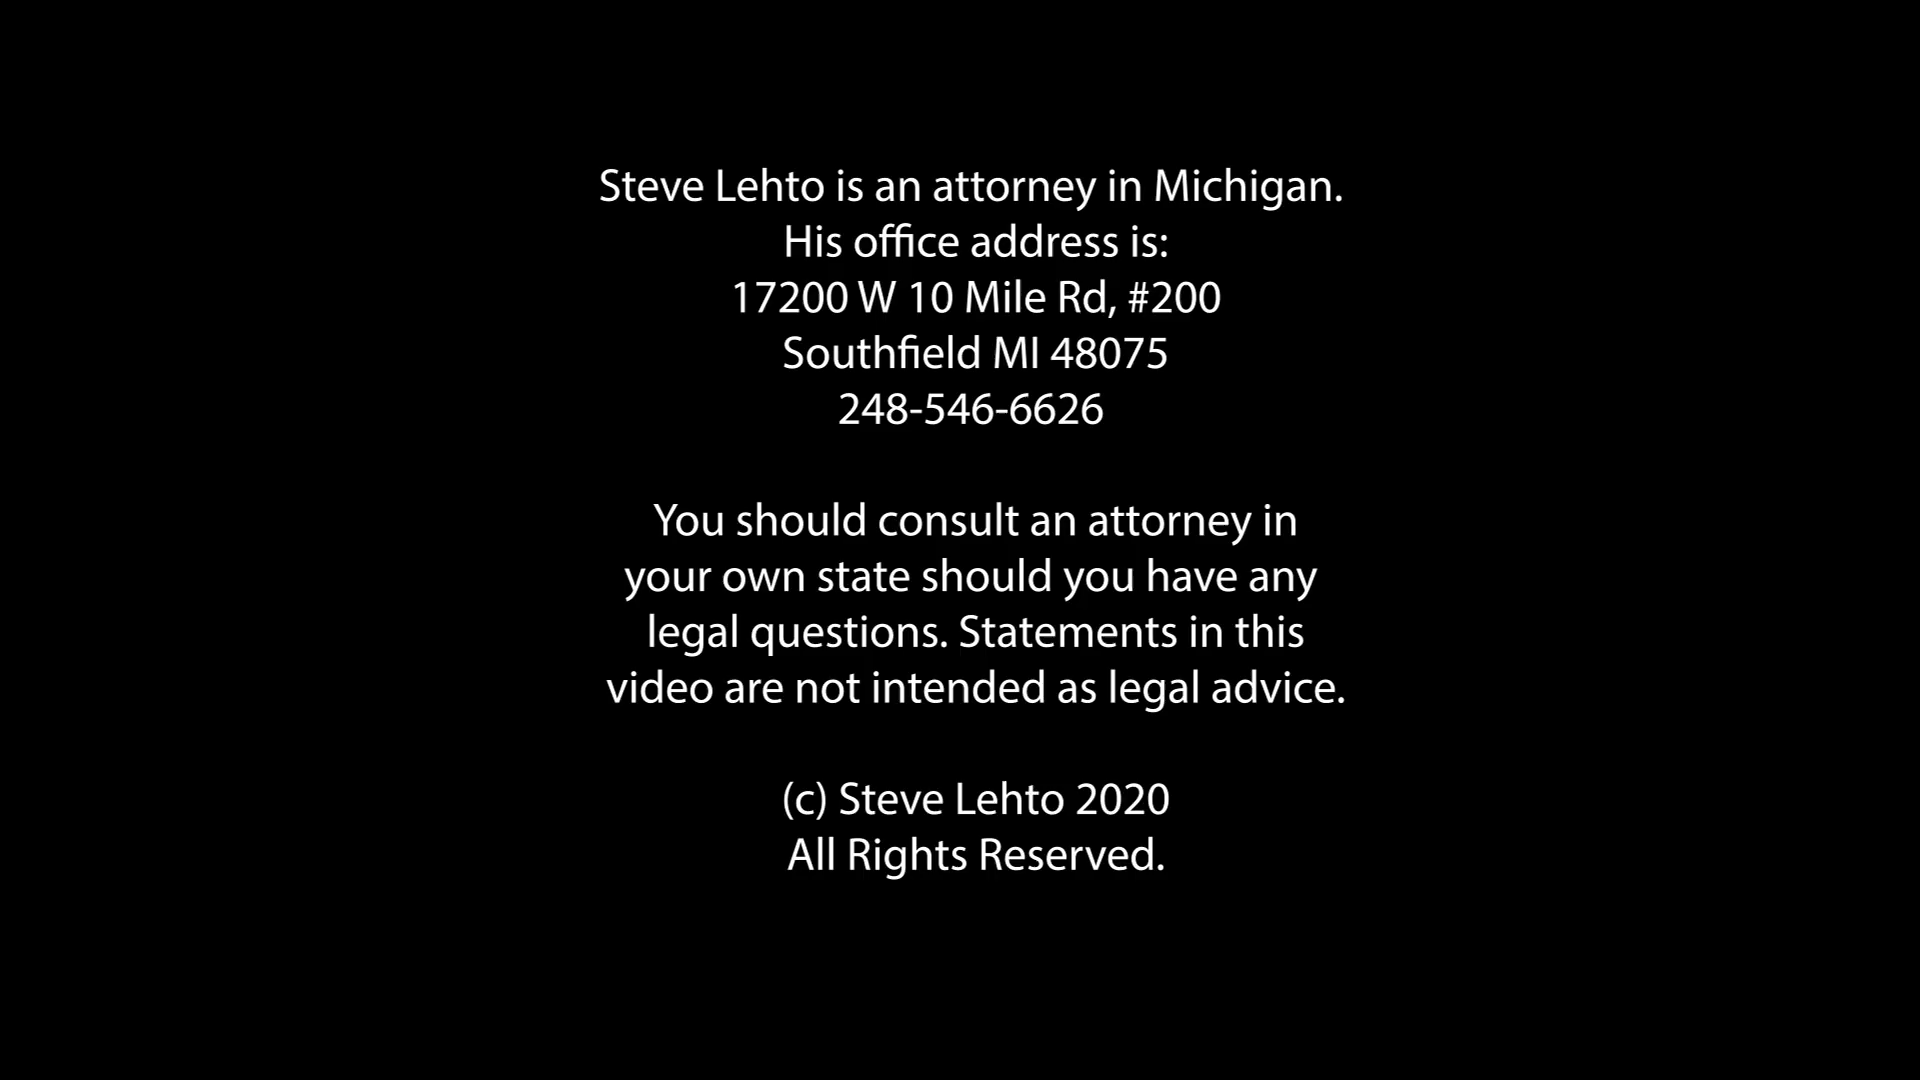 Steve Lehto is an attorney in Michigan.
His office address is:
17200 W 10 Mile Rd, #200
Southfield MI 48075
248-546-6626
You should consult an attorney in
your own state should you have any
legal questions. Statements in this
video are not intended as legal advice.
(c) Steve Lehto 2020
All Rights Reserved.